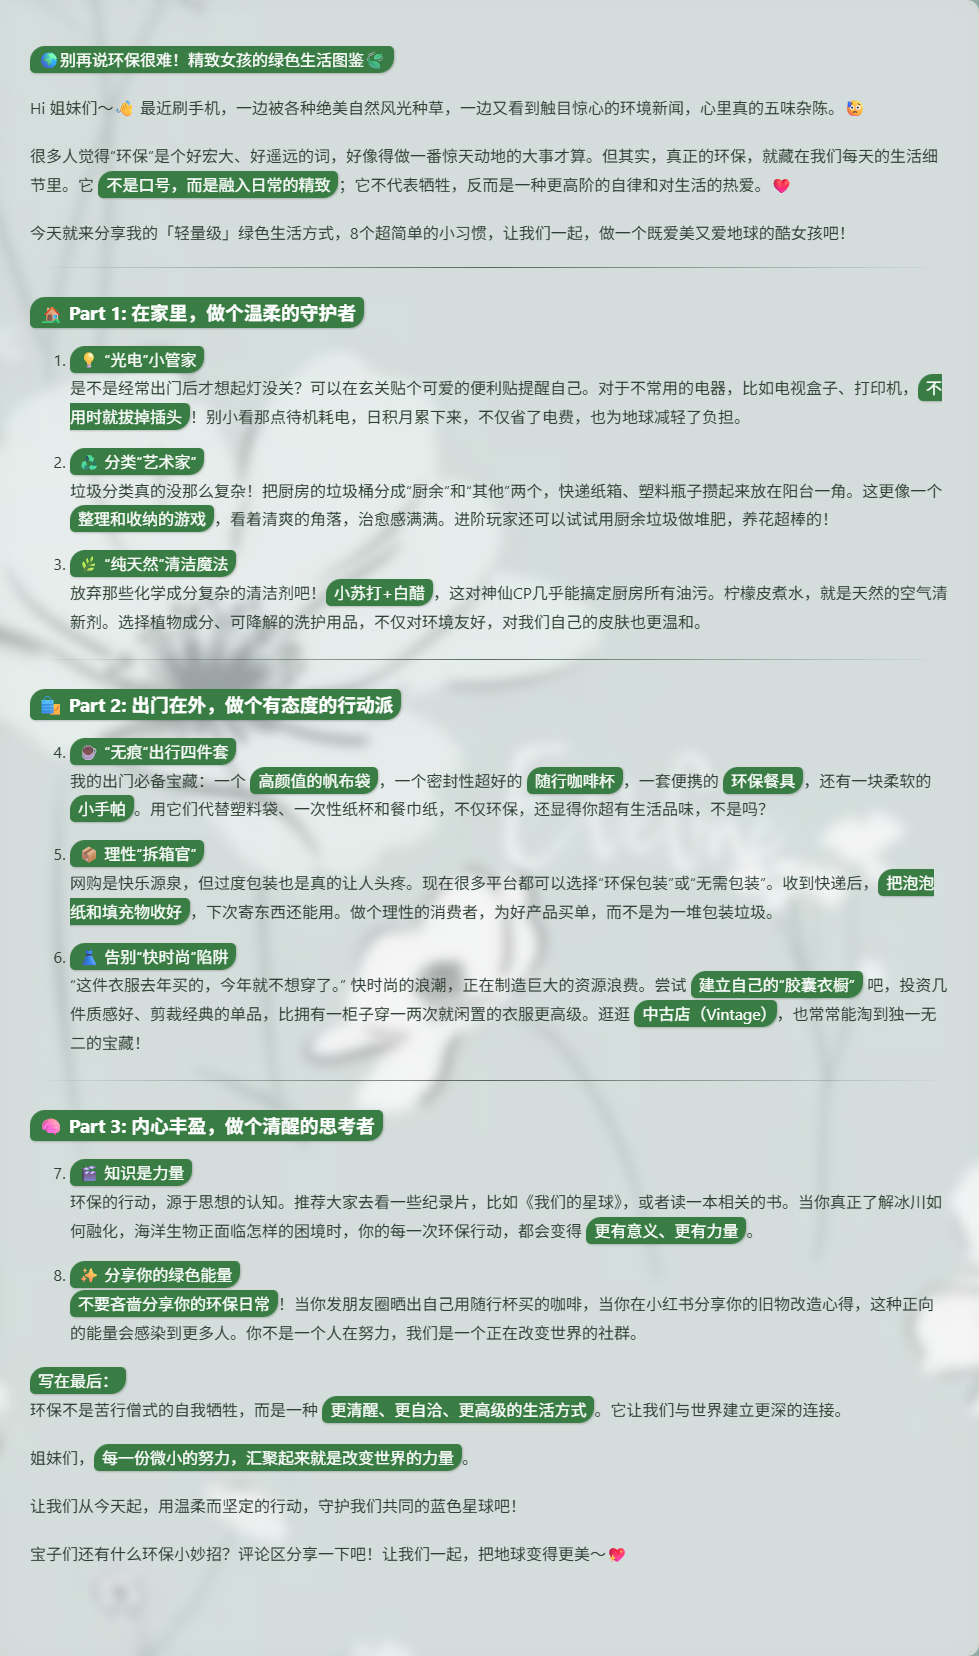 🌍别再说环保很难！精致女孩的绿色生活图鉴🌿
Hi 姐妹们～👋 最近刷手机，一边被各种绝美自然风光种草，一边又看到触目惊心的环境新闻，心里真的五味杂陈。🤯
很多人觉得“环保”是个好宏大、好遥远的词，好像得做一番惊天动地的大事才算。但其实，真正的环保，就藏在我们每天的生活细
节里。它 不是口号，而是融入日常的精致；它不代表牺牲，反而是一种更高阶的自律和对生活的热爱。❤️
今天就来分享我的「轻量级」绿色生活方式，8个超简单的小习惯，让我们一起，做一个既爱美又爱地球的酷女孩吧！
🏠 Part 1: 在家里，做个温柔的守护者
1. 💡 “光电”小管家
是不是经常出门后才想起灯没关？可以在玄关贴个可爱的便利贴提醒自己。对于不常用的电器，比如电视盒子、打印机，不
用时就拔掉插头！别小看那点待机耗电，日积月累下来，不仅省了电费，也为地球减轻了负担。
2. ♻️ 分类“艺术家”
垃圾分类真的没那么复杂！把厨房的垃圾桶分成“厨余”和“其他”两个，快递纸箱、塑料瓶子攒起来放在阳台一角。这更像一个
整理和收纳的游戏，看着清爽的角落，治愈感满满。进阶玩家还可以试试用厨余垃圾做堆肥，养花超棒的！
3. 🌿 “纯天然”清洁魔法
放弃那些化学成分复杂的清洁剂吧！小苏打+白醋，这对神仙CP几乎能搞定厨房所有油污。柠檬皮煮水，就是天然的空气清
新剂。选择植物成分、可降解的洗护用品，不仅对环境友好，对我们自己的皮肤也更温和。
🛍️ Part 2: 出门在外，做个有态度的行动派
4. ☕ “无痕”出行四件套
我的出门必备宝藏：一个 高颜值的帆布袋，一个密封性超好的 随行咖啡杯，一套便携的 环保餐具，还有一块柔软的
小手帕。用它们代替塑料袋、一次性纸杯和餐巾纸，不仅环保，还显得你超有生活品味，不是吗？
5. 📦 理性“拆箱官”
网购是快乐源泉，但过度包装也是真的让人头疼。现在很多平台都可以选择“环保包装”或“无需包装”。收到快递后，把泡泡
纸和填充物收好，下次寄东西还能用。做个理性的消费者，为好产品买单，而不是为一堆包装垃圾。
6. 👗 告别“快时尚”陷阱
“这件衣服去年买的，今年就不想穿了。” 快时尚的浪潮，正在制造巨大的资源浪费。尝试 建立自己的“胶囊衣橱” 吧，投资几
件质感好、剪裁经典的单品，比拥有一柜子穿一两次就闲置的衣服更高级。逛逛 中古店（Vintage），也常常能淘到独一无
二的宝藏！
🧠 Part 3: 内心丰盈，做个清醒的思考者
7. 🎬 知识是力量
环保的行动，源于思想的认知。推荐大家去看一些纪录片，比如《我们的星球》，或者读一本相关的书。当你真正了解冰川如
何融化，海洋生物正面临怎样的困境时，你的每一次环保行动，都会变得 更有意义、更有力量。
8. ✨ 分享你的绿色能量
不要吝啬分享你的环保日常！当你发朋友圈晒出自己用随行杯买的咖啡，当你在小红书分享你的旧物改造心得，这种正向
的能量会感染到更多人。你不是一个人在努力，我们是一个正在改变世界的社群。
写在最后：
环保不是苦行僧式的自我牺牲，而是一种 更清醒、更自洽、更高级的生活方式。它让我们与世界建立更深的连接。
姐妹们，每一份微小的努力，汇聚起来就是改变世界的力量。
让我们从今天起，用温柔而坚定的行动，守护我们共同的蓝色星球吧！
宝子们还有什么环保小妙招？评论区分享一下吧！让我们一起，把地球变得更美～💖